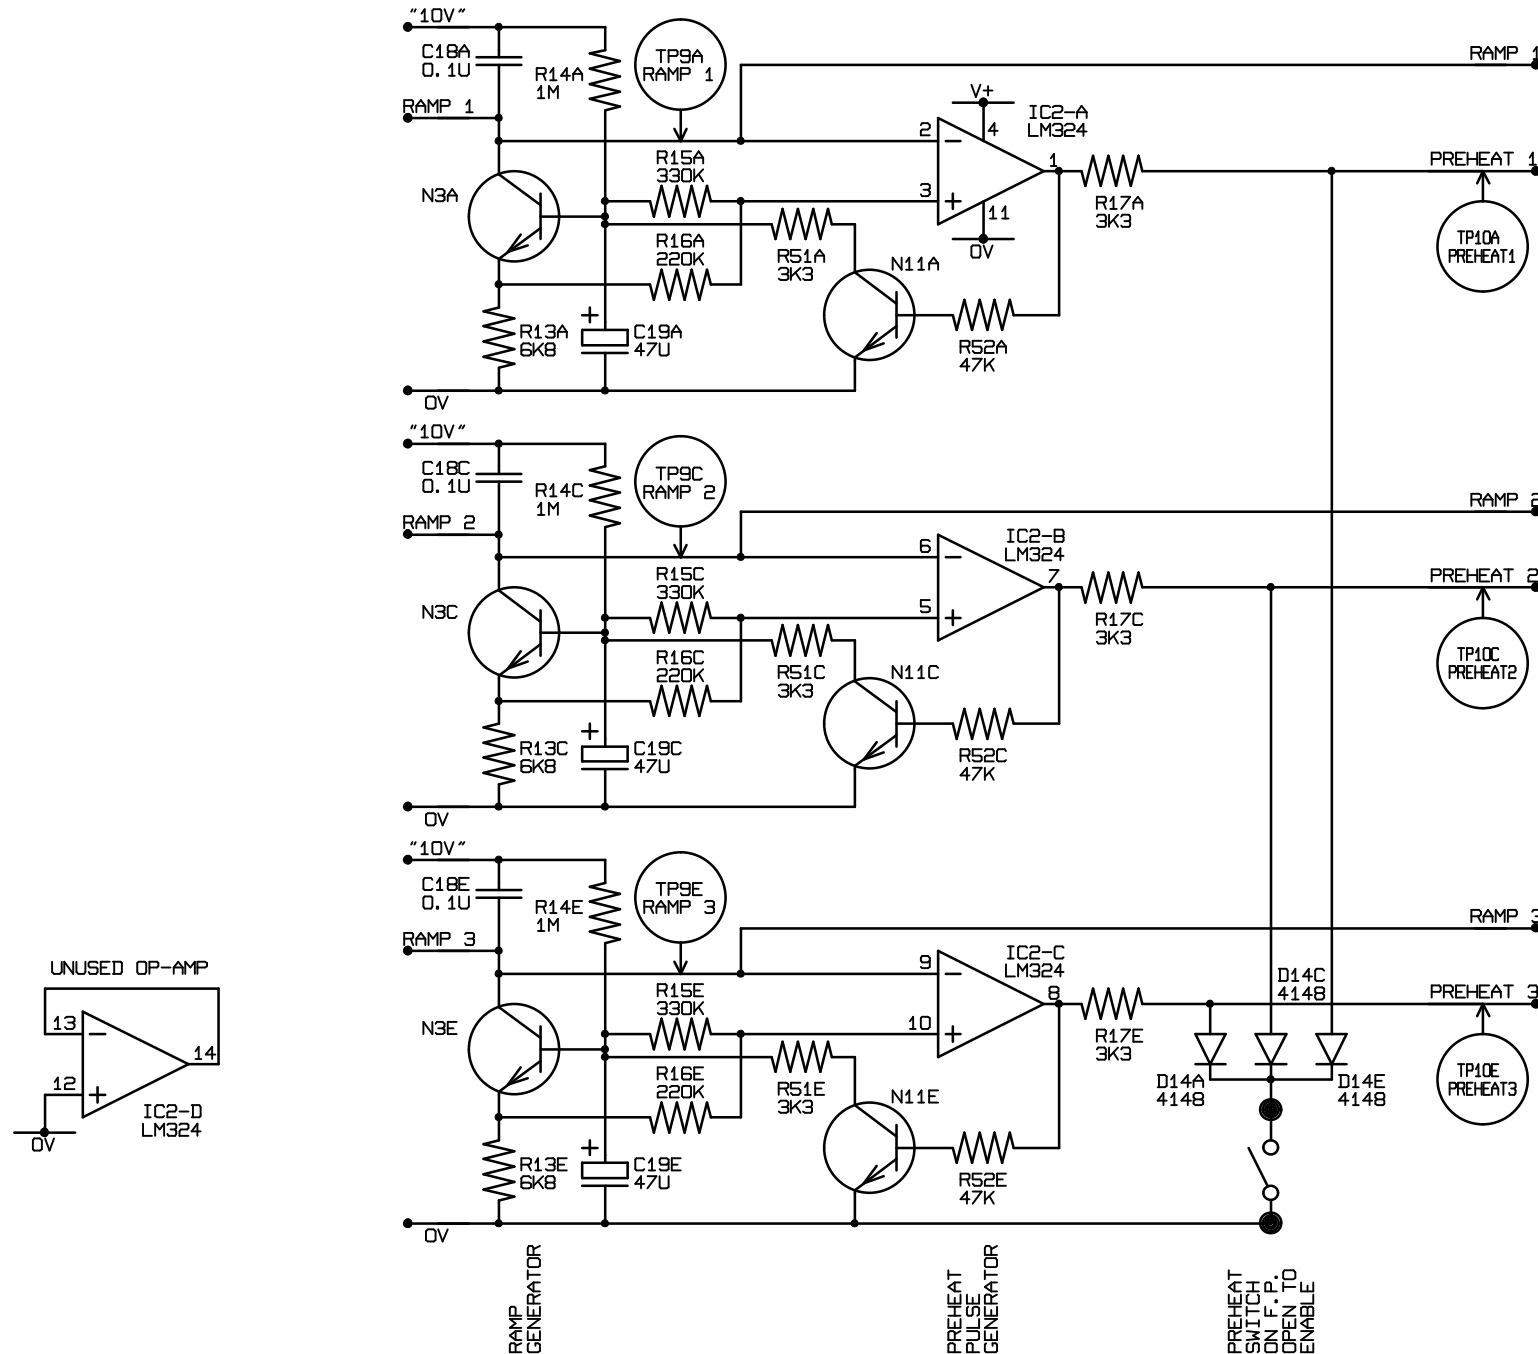 "10V"
C18A
0.1U
R14A
1M
TP9A
RAMP 1
RAMP 1
RAMP 1
V+
IC2-A
LM324
2
4
1
3
11
0V
R15A
330K
N3A
R16A
220K
R51A
3K3
N11A
R17A
3K3
PREHEAT 1
TP10A
PREHEAT1
+
R13A
6K8
C19A
47U
R52A
47K
0V
"10V"
C18C
0.1U
R14C
1M
TP9C
RAMP 2
RAMP 2
RAMP 2
IC2-B
LM324
6
7
5
R15C
330K
N3C
R16C
220K
R51C
3K3
N11C
R17C
3K3
PREHEAT 2
TP10C
PREHEAT2
+
R13C
6K8
C19C
47U
R52C
47K
0V
"10V"
C18E
0.1U
R14E
1M
TP9E
RAMP 3
RAMP 3
RAMP 3
IC2-C
LM324
9
8
10
R15E
330K
N3E
R16E
220K
R51E
3K3
N11E
R17E
3K3
D14C
4148
D14A
4148
D14E
4148
PREHEAT 3
TP10E
PREHEAT3
+
R13E
6K8
C19E
47U
R52E
47K
0V
UNUSED OP-AMP
13
14
12
IC2-D
LM324
0V
RAMP
GENERATOR
PREHEAT
PULSE
GENERATOR
PREHEAT
SWITCH
ON F.P.
OPEN TO
ENABLE